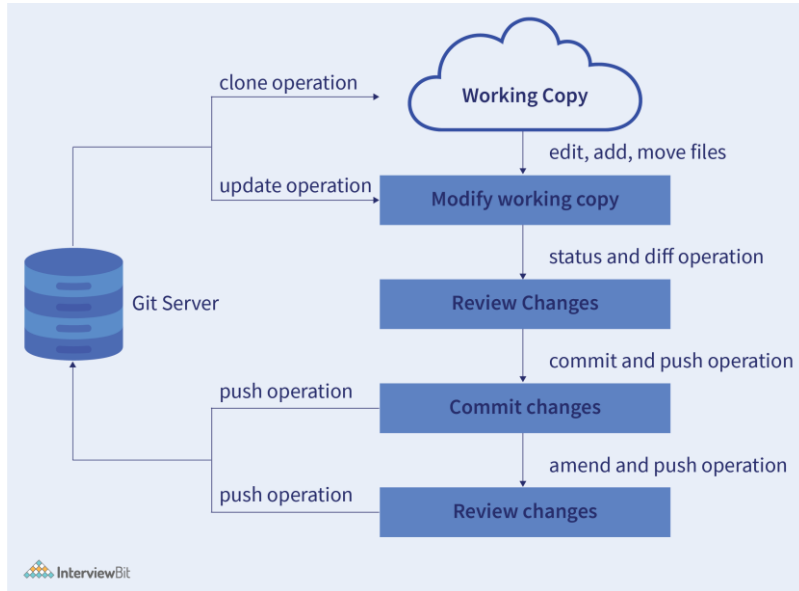 clone operation
Working Copy
edit, add, move files
update operation
Modify working copy
status and diff operation
Git Server
Review Changes
commit and push operation
push operation
Commit changes
amend and push operation
push operation
Review changes
InterviewBit